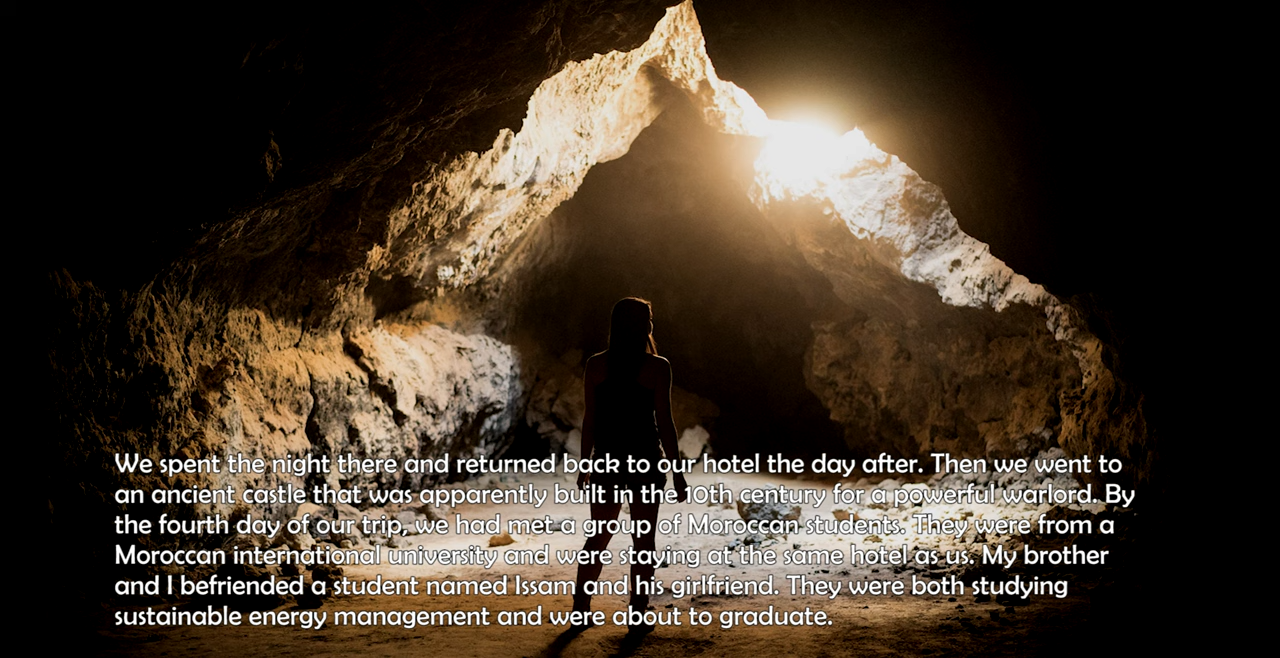 We spent the night there and returned back to our hotel the day after. Then we went to
an ancient castle that was apparently built in the 10th century for a powerful warlord. By
the fourth day of our trip, we had met a group of Moroccan students. They were from a
Moroccan international university and were staying at the same hotel as us. My brother
and I befriended a student named Issam and his girlfriend. They were both studying
sustainable energy management and were about to graduate.